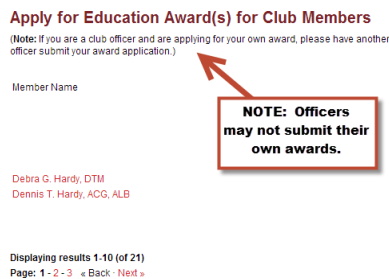 Apply for Education Award(s) for Club Members
(Note: If you are a club officer and are applying for your own award, please have another
officer submit your award application.)
Member Name
NOTE: Officers
may not submit their
own awards.
Debra G. Hardy, DTM
Dennis T. Hardy, ACG, ALB
Displaying results 1-10 (of 21)
Page: 1 - 2 - 3 « Back · Next »